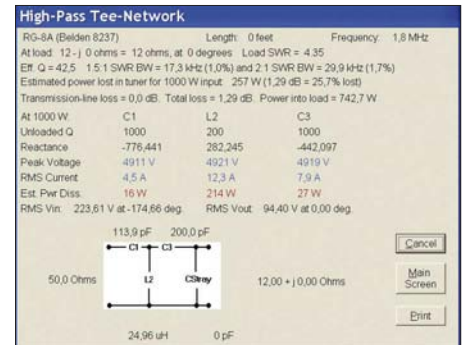 High-Pass Tee-Network
RG-8A (Belden 8237) Length: 0 feet Frequency: 1,8 MHz
At load: 12 - j 0 ohms = 12 ohms, at 0 degrees Load SWR = 4.35
Eff. Q = 42,5 1.5:1 SWR BW = 17,3 kHz (1,0%) and 2:1 SWR BW = 29,9 kHz (1,7%)
Estimated power lost in tuner for 1000 W input: 257 W (1,29 dB = 25,7% lost)
Transmission-line loss = 0,0 dB Total loss = 1,29 dB Power into load = 742,7 W
At 1000 W: C1 L2 C3
Unloaded Q 1000 200 1000
Reactance -776,441 282,245 -442,097
Peak Voltage 4911 V 4921 V 4919 V
RMS Current 4,5 A 12,3 A 7,9 A
Est. Pwr Diss. 16 W 214 W 27 W
RMS Vin: 223,61 V at -174,66 deg. RMS Vout: 94,40 V at 0,00 deg.
113,9 pF 200,0 pF
C1 C3
50,0 Ohms L2 CStray 12,00 + j 0,00 Ohms
24,96 uH 0 pF
Cancel
Main
Screen
Print